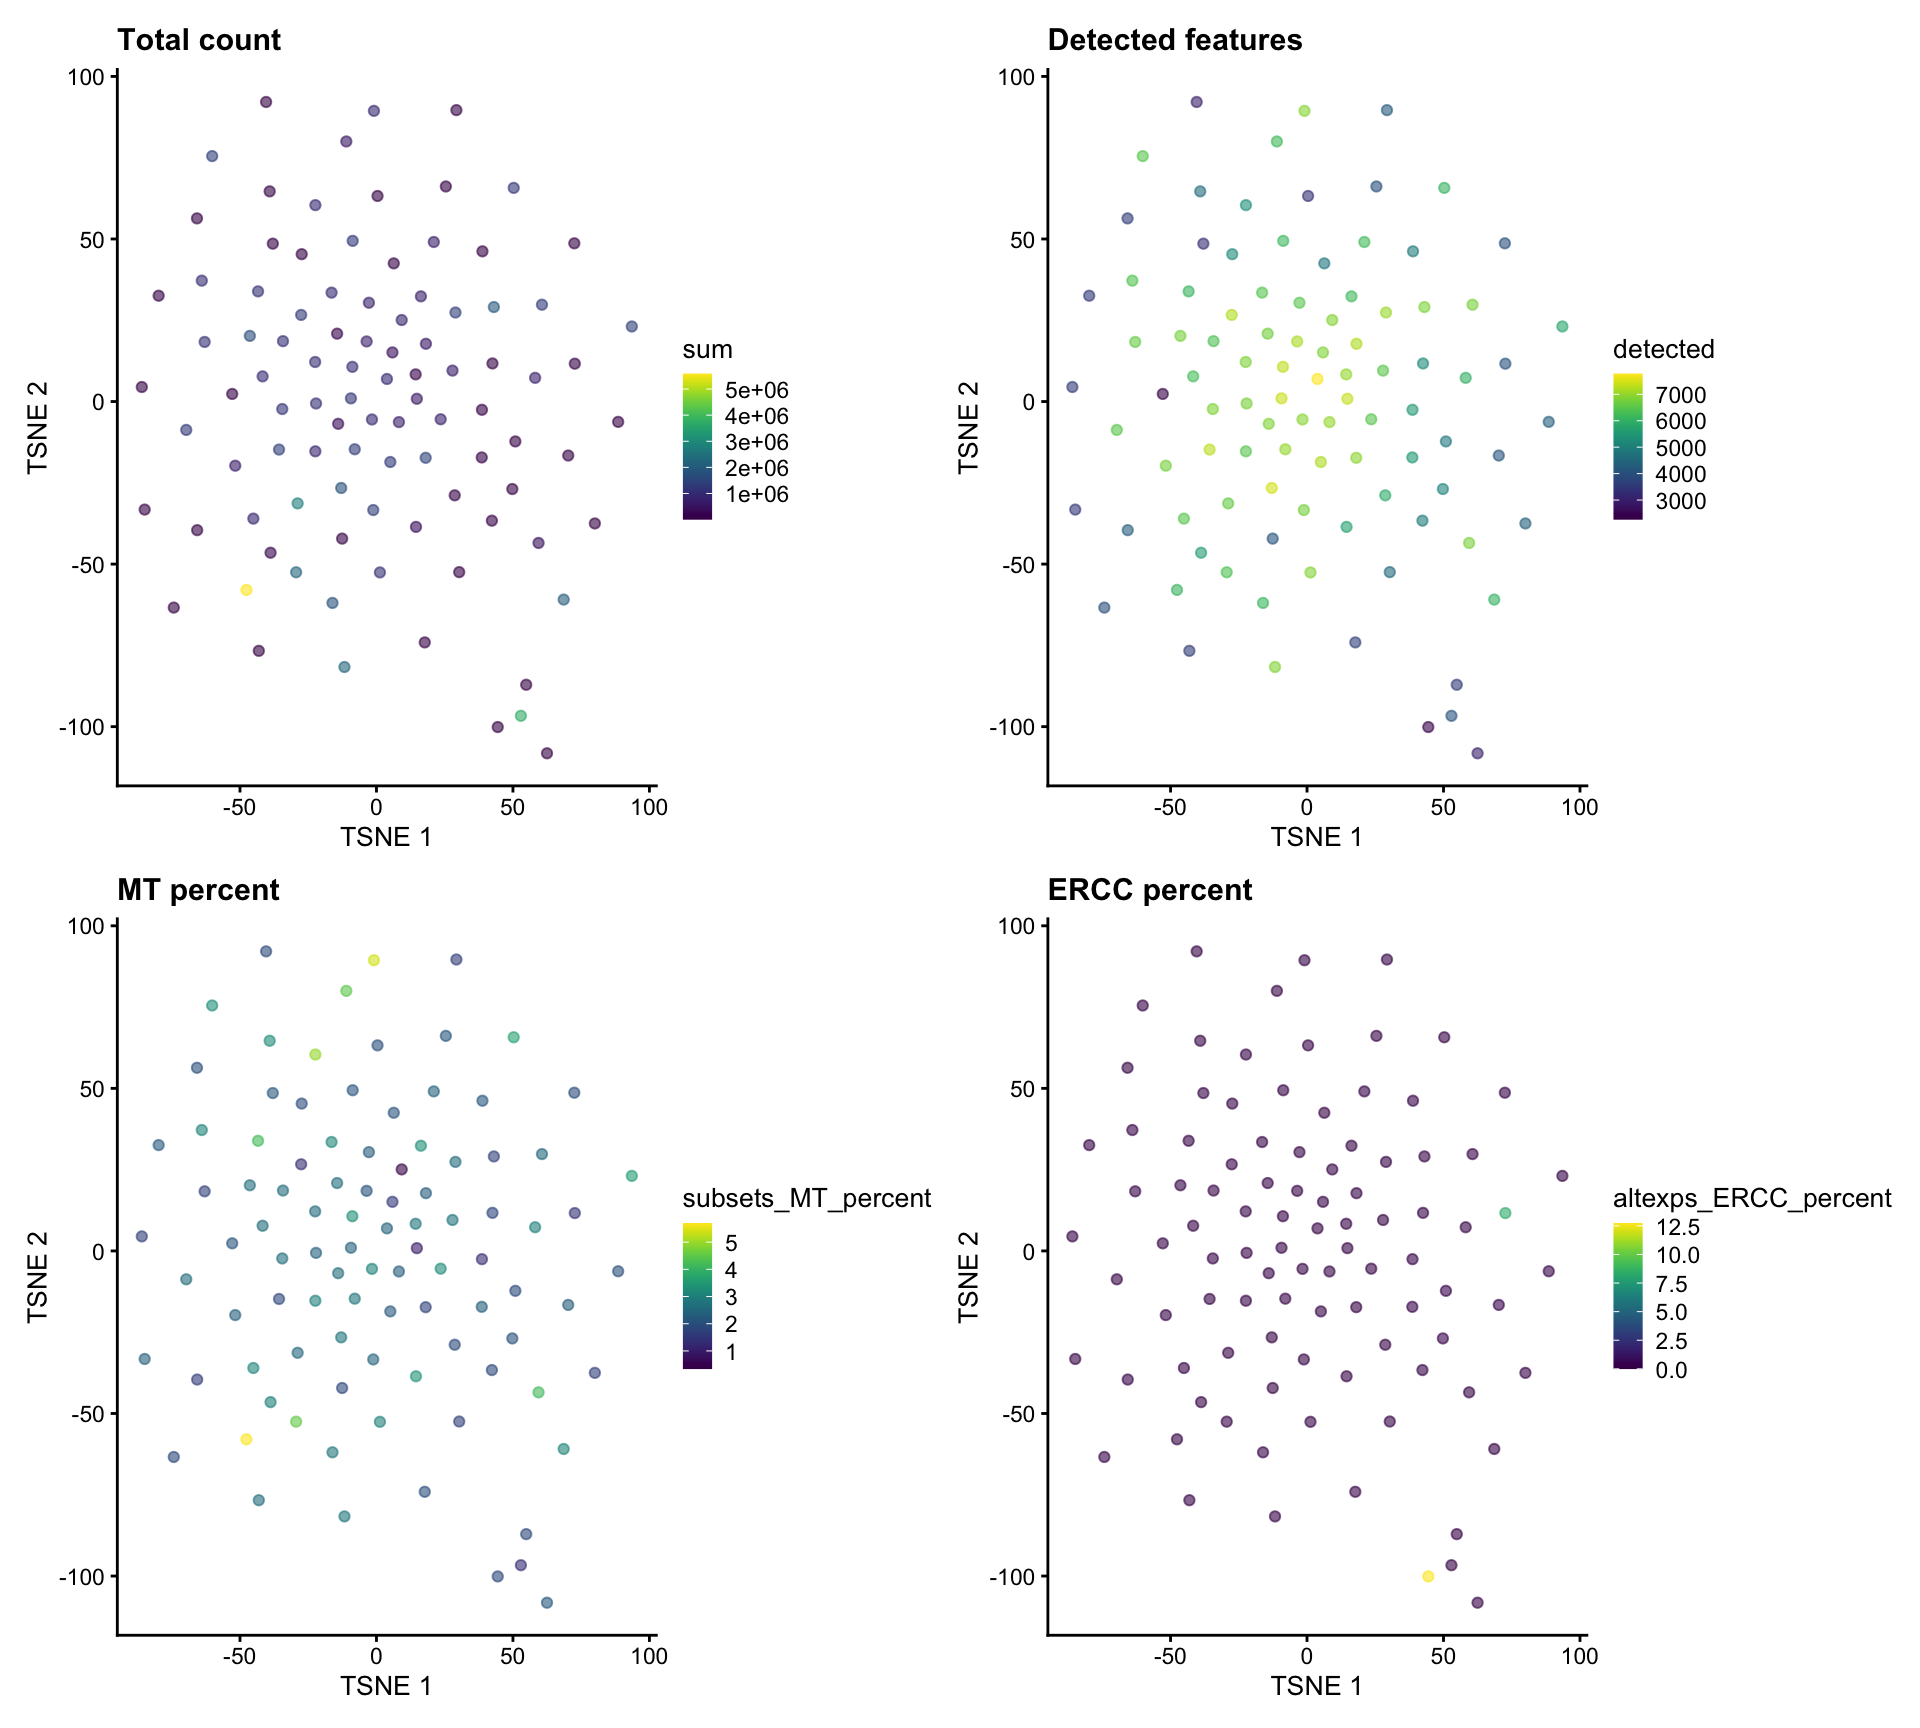 Total count
100
50
0
-50
-100
TSNE 2
-50 0 50 100
TSNE 1
sum
5e+06
4e+06
3e+06
2e+06
1e+06
Detected features
100
50
0
-50
-100
TSNE 2
-50 0 50 100
TSNE 1
detected
7000
6000
5000
4000
3000
MT percent
100
50
0
-50
-100
TSNE 2
-50 0 50 100
TSNE 1
subsets_MT_percent
5
4
3
2
1
ERCC percent
100
50
0
-50
-100
TSNE 2
-50 0 50 100
TSNE 1
altexps_ERCC_percent
12.5
10.0
7.5
5.0
2.5
0.0